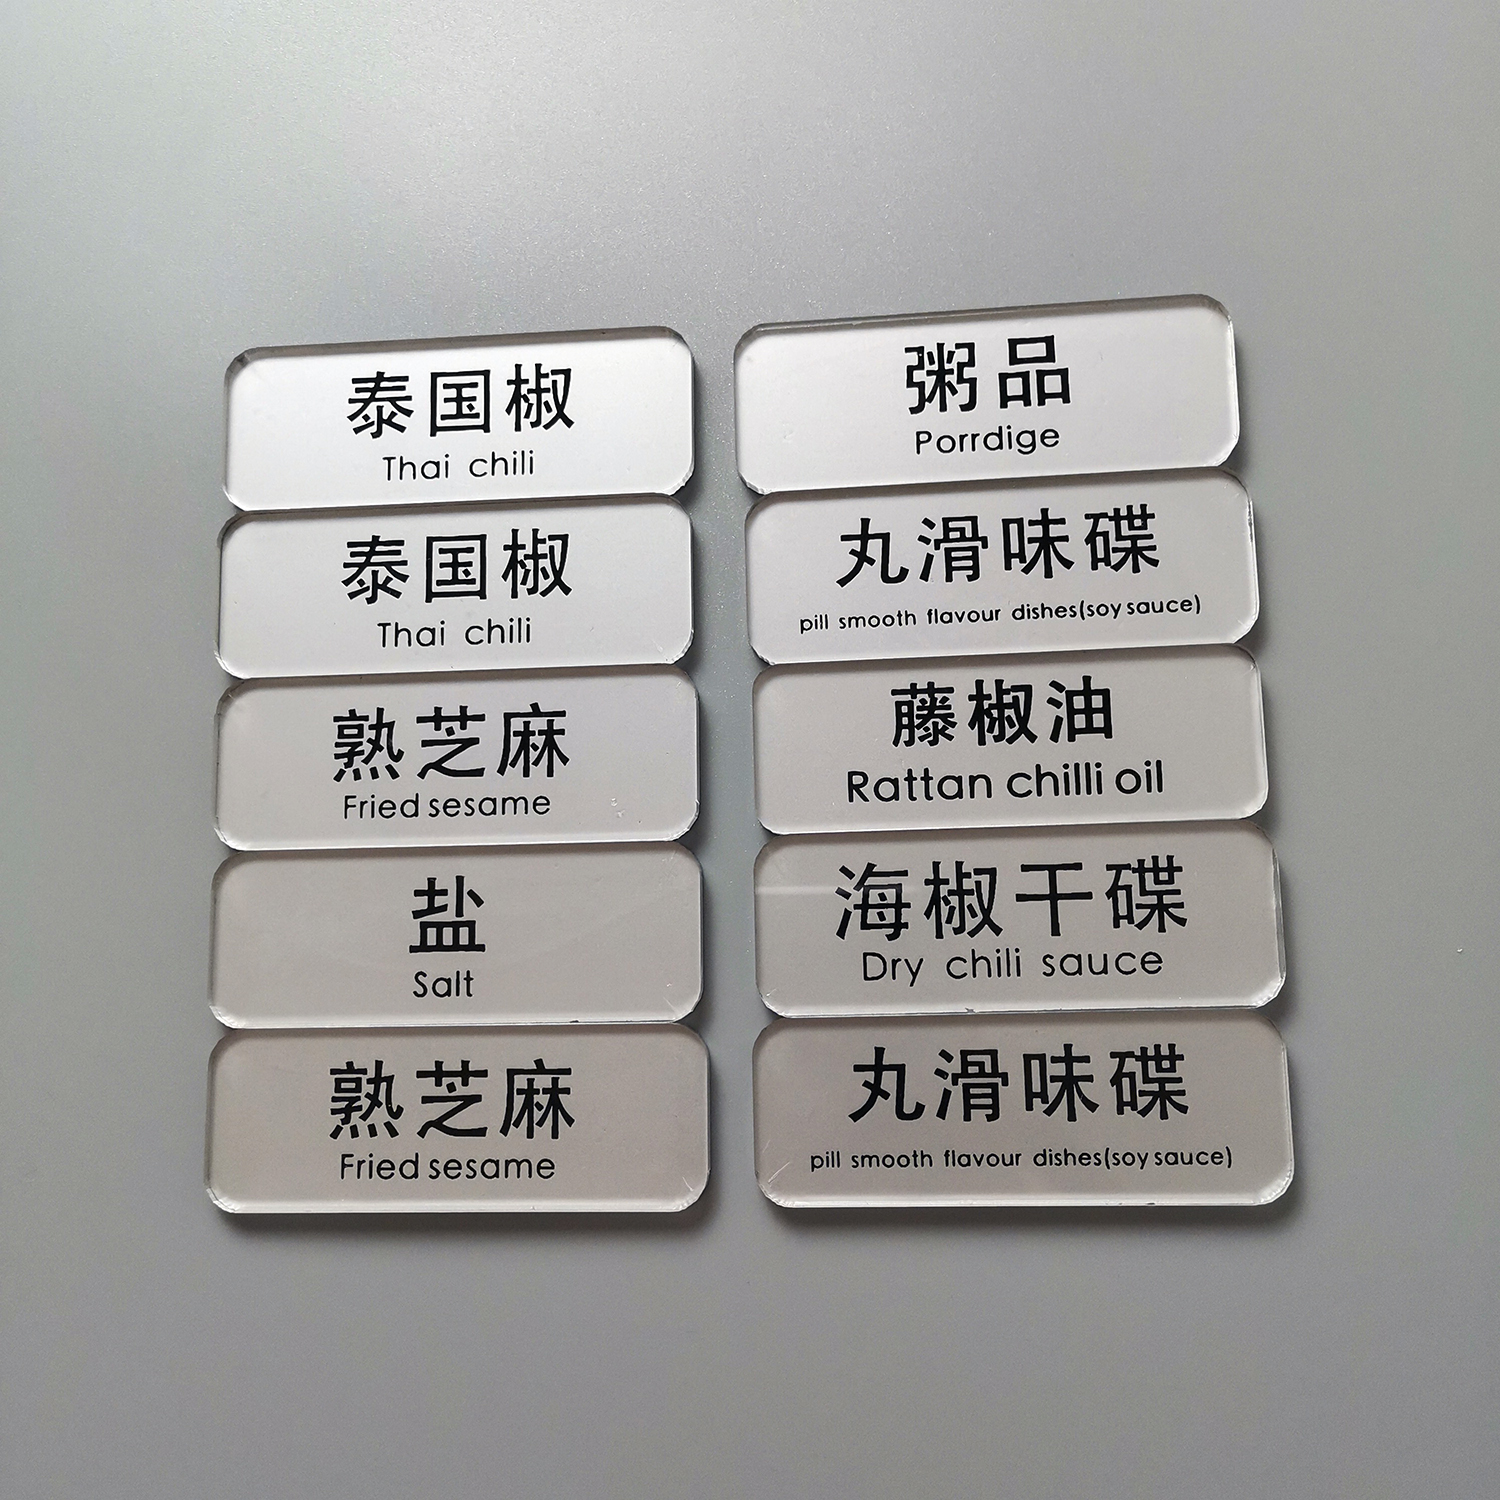 泰国椒
Thai chili
泰国椒
Thai chili
熟芝麻
Fried sesame
盐
Salt
熟芝麻
Fried sesame
粥品
Porrdige
丸滑味碟
pill smooth flavour dishes(soy sauce)
藤椒油
Rattan chilli oil
海椒干碟
Dry chili sauce
丸滑味碟
pill smooth flavour dishes(soy sauce)